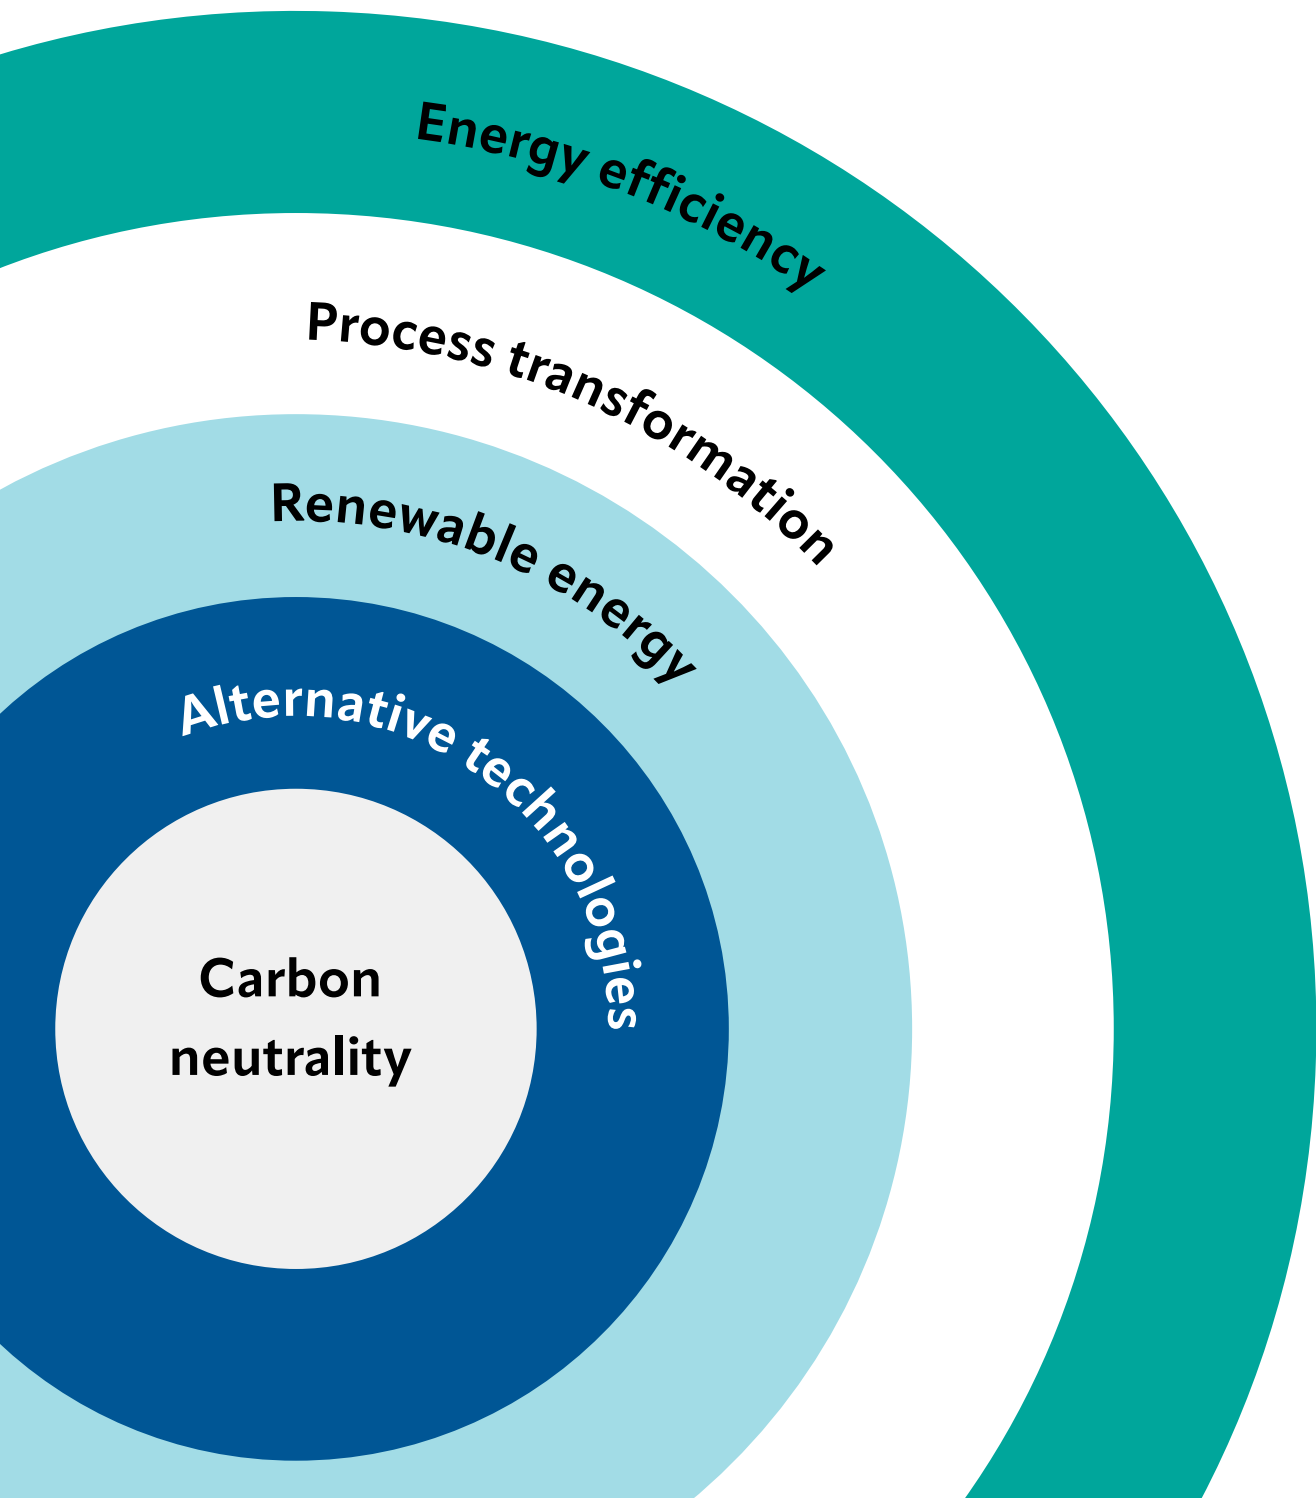 Energy efficiency
Process transformation
Renewable energy
Alternative technologies
Carbon
neutrality